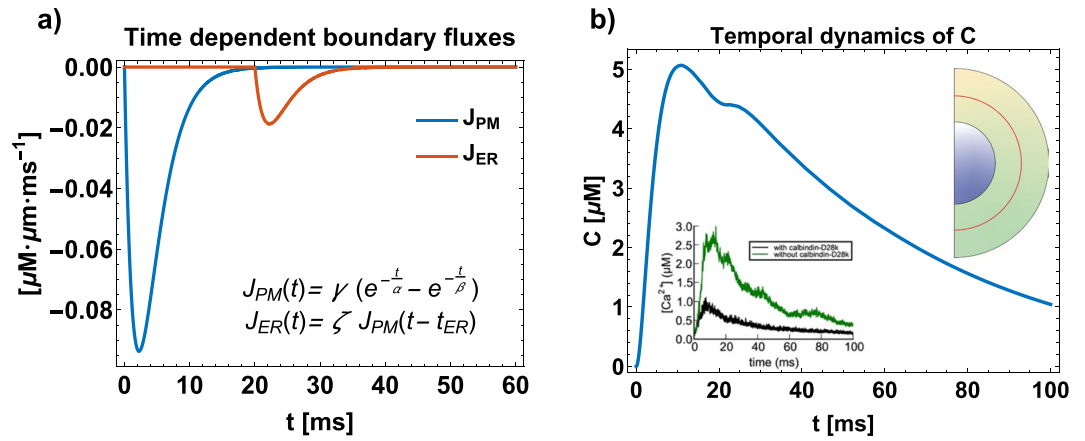 a)
Time dependent boundary fluxes
0.00
−0.02
−0.04
−0.06
−0.08
[μM·μm·ms⁻¹]
J_PM
J_ER
J_PM(t) = γ (e^{-t/α} − e^{-t/β})
J_ER(t) = ζ J_PM(t − t_ER)
0 10 20 30 40 50 60
t [ms]
b)
Temporal dynamics of C
5
4
3
2
1
0
C [μM]
3.0
2.5
2.0
1.5
1.0
0.5
0.0
[Ca²⁻] (μM)
with calbindin-D28k
without calbindin-D28k
0 20 40 60 80 100
time (ms)
0 20 40 60 80 100
t [ms]